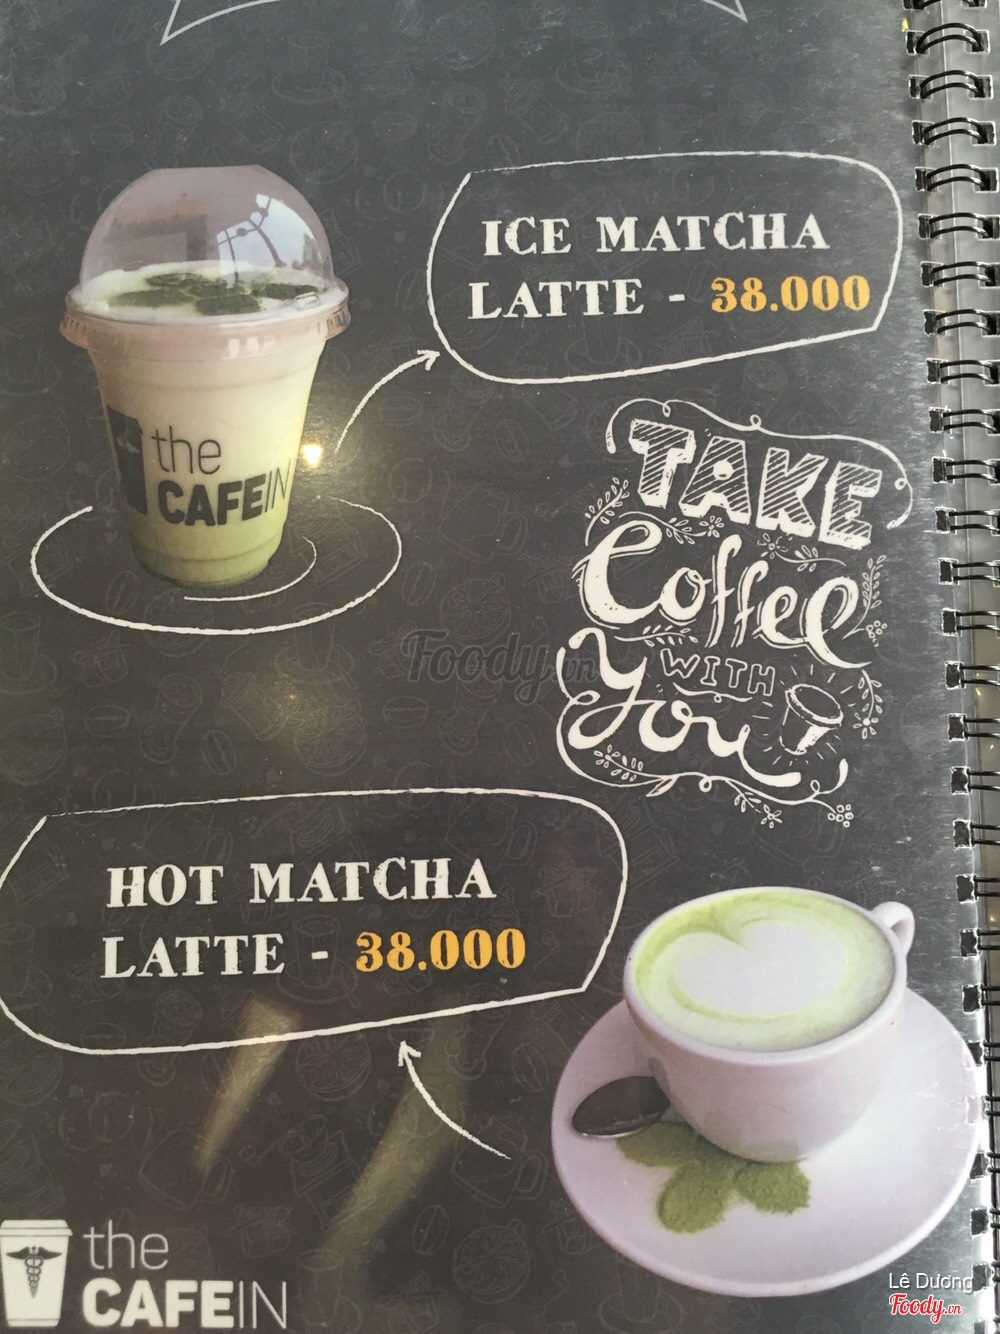 ICE MATCHA
LATTE - 38.000
the
CAFEIN
TAKE
Coffee
WITH
You
Foody.vn
HOT MATCHA
LATTE - 38.000
the
CAFEIN
Lê Dương
Foody.vn